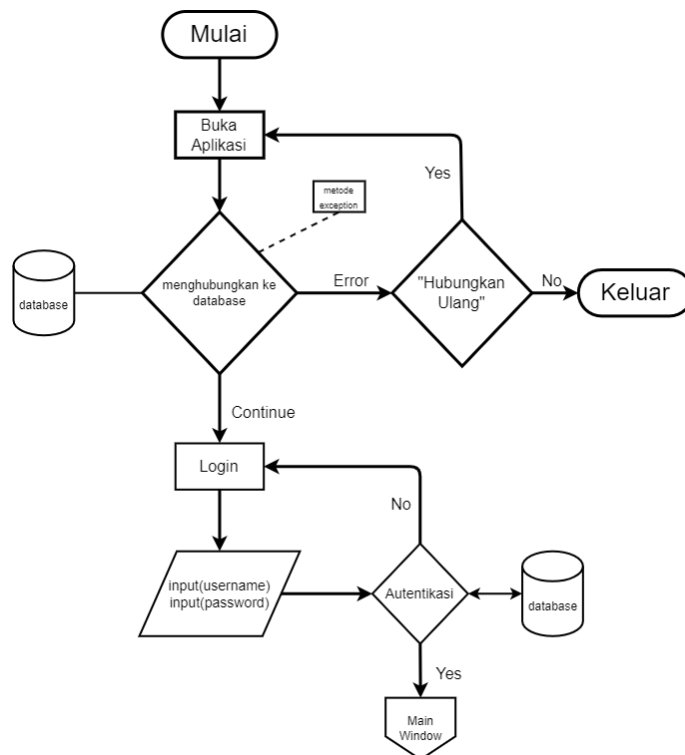 Mulai
Buka
Aplikasi
Yes
metode
exception
database
menghubungkan ke
database
Error
"Hubungkan
Ulang"
No
Keluar
Continue
Login
No
input(username)
input(password)
Autentikasi
database
Yes
Main
Window